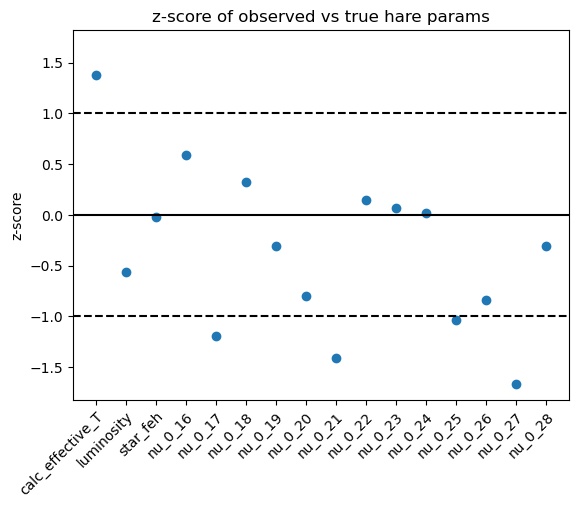 z-score of observed vs true hare params
z-score
1.5
1.0
0.5
0.0
−0.5
−1.0
−1.5
calc_effective_T
luminosity
star_feh
nu_0_16
nu_0_17
nu_0_18
nu_0_19
nu_0_20
nu_0_21
nu_0_22
nu_0_23
nu_0_24
nu_0_25
nu_0_26
nu_0_27
nu_0_28